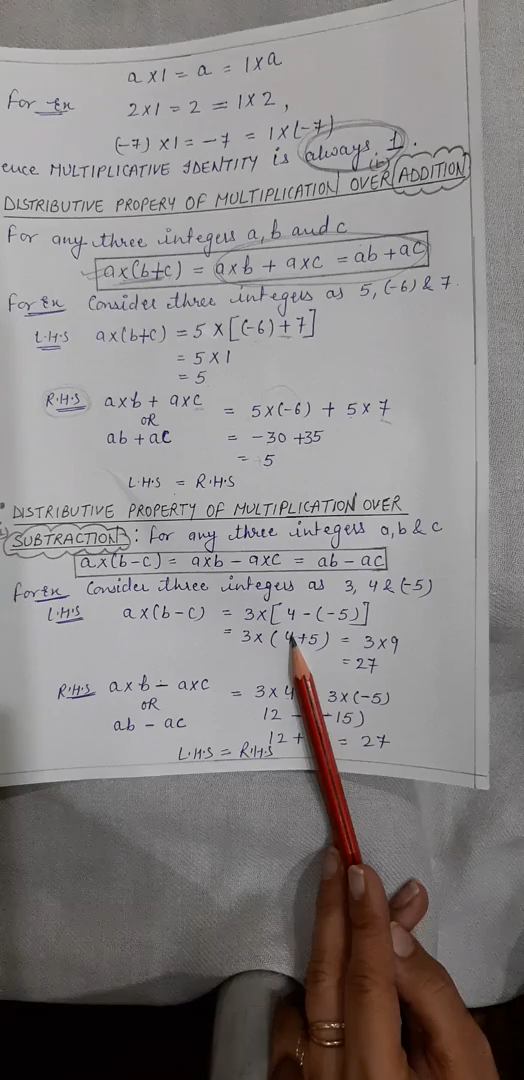 a×1 = a = 1×a
For Ex
2×1 = 2 = 1×2,
(-7) ×1 = -7 = 1×(-7)
ence MULTIPLICATIVE IDENTITY is always 1.
DISTRIBUTIVE PROPERY OF MULTIPLICATION OVER ADDITION
For any three integers a, b and c
a×(b+c) = a×b + a×c = ab + ac
For Ex Consider three integers as 5, (-6) & 7.
L.H.S a×(b+c) = 5 × [(-6) + 7]
= 5 × 1
= 5
R.H.S a×b + a×c = 5×(-6) + 5 × 7
OR
ab + ac = -30 +35
= 5
L.H.S = R.H.S
DISTRIBUTIVE PROPERTY OF MULTIPLICATION OVER
SUBTRACTION : For any three integers a, b & c
a×(b-c) = a×b - a×c = ab - ac
For Ex Consider three integers as 3, 4 & (-5)
L.H.S a×(b-c) = 3×[4-(-5)]
= 3×(4+5) = 3×9
= 27
R.H.S a×b - a×c = 3×4 3×(-5)
OR
ab - ac 12 - -15)
12 + = 27
L.H.S = R.H.S